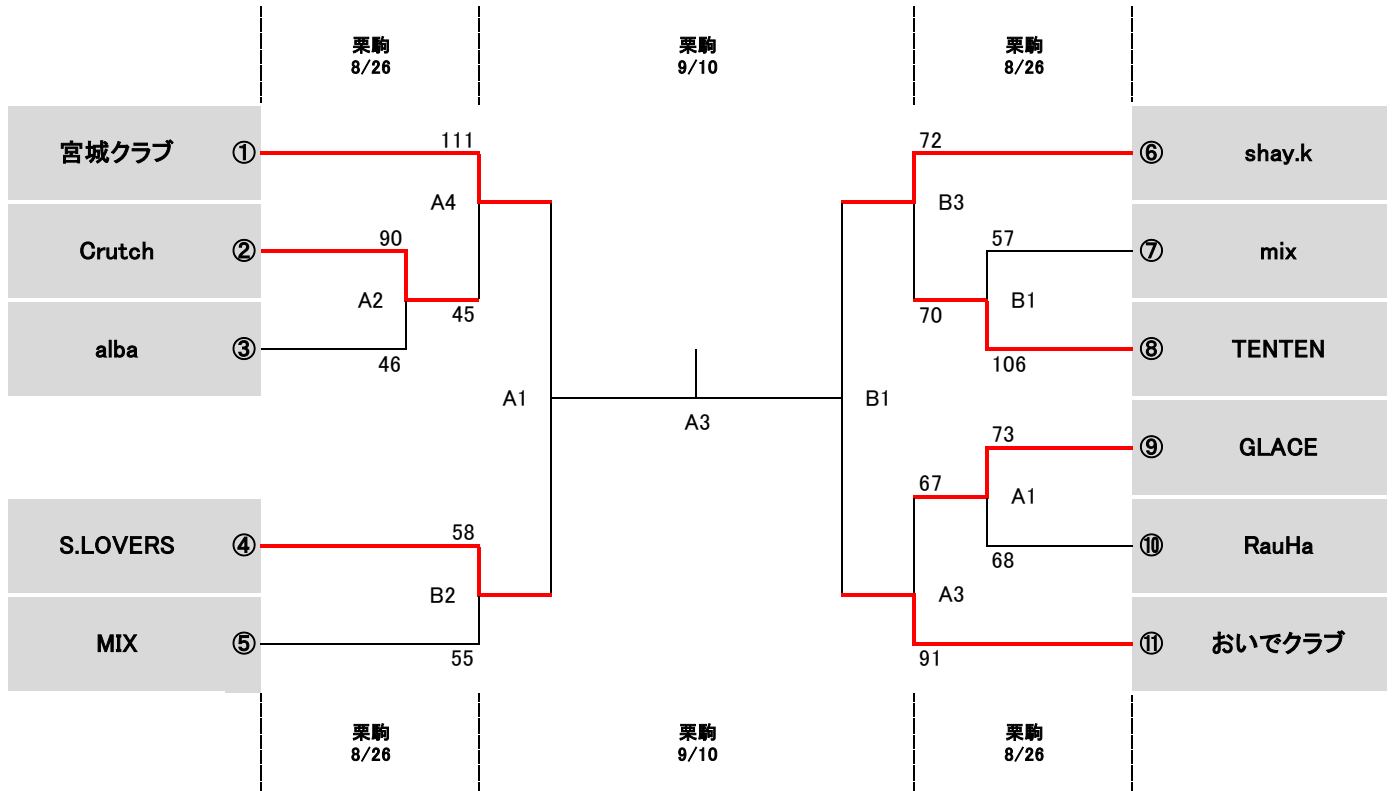 栗駒
8/26
栗駒
9/10
栗駒
8/26
宮城クラブ ①
111
72
⑥ shay.k
A4
B3
Crutch ②
90
57
⑦ mix
A2
45
70
B1
alba ③
46
106
⑧ TENTEN
A1
A3
B1
73
⑨ GLACE
67
A1
S.LOVERS ④
58
68
⑩ RauHa
B2
A3
MIX ⑤
55
91
⑪ おいでクラブ
栗駒
8/26
栗駒
9/10
栗駒
8/26